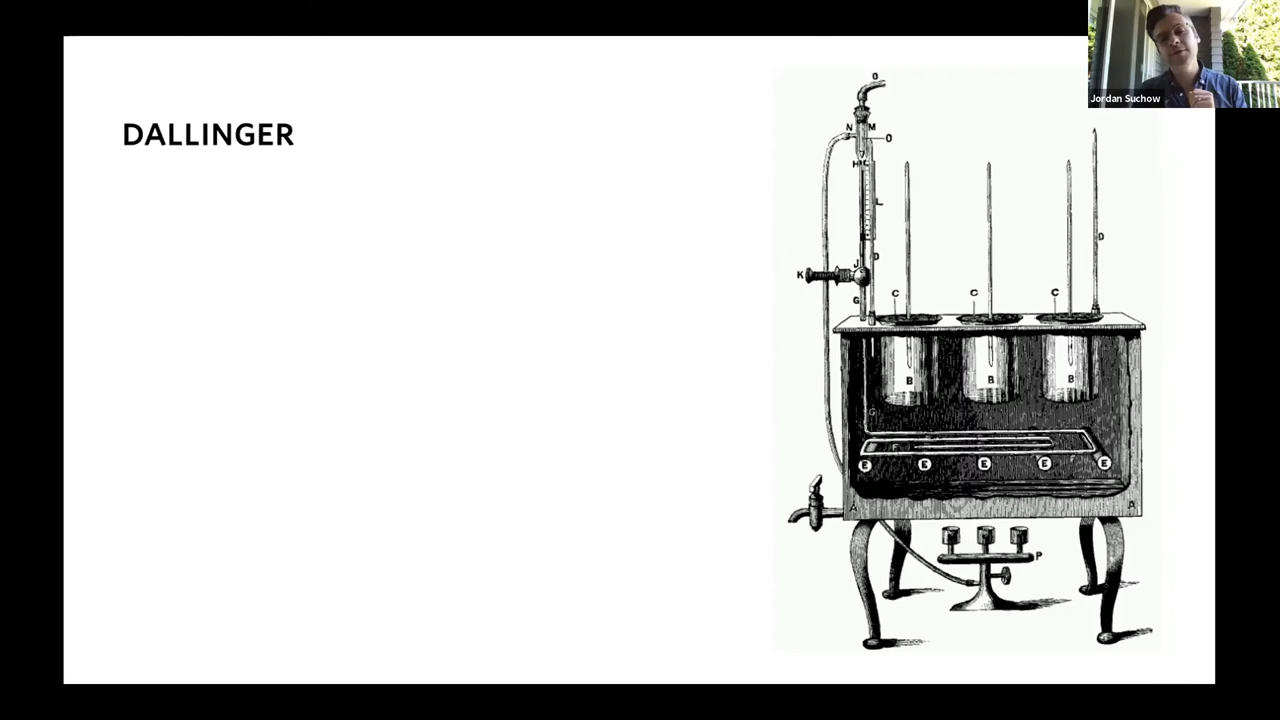 Jordan Suchow
DALLINGER
O
N M
O
H
L
D
D
J
K
G
C C C
B B B
G
F F
E E E E E
A A
P